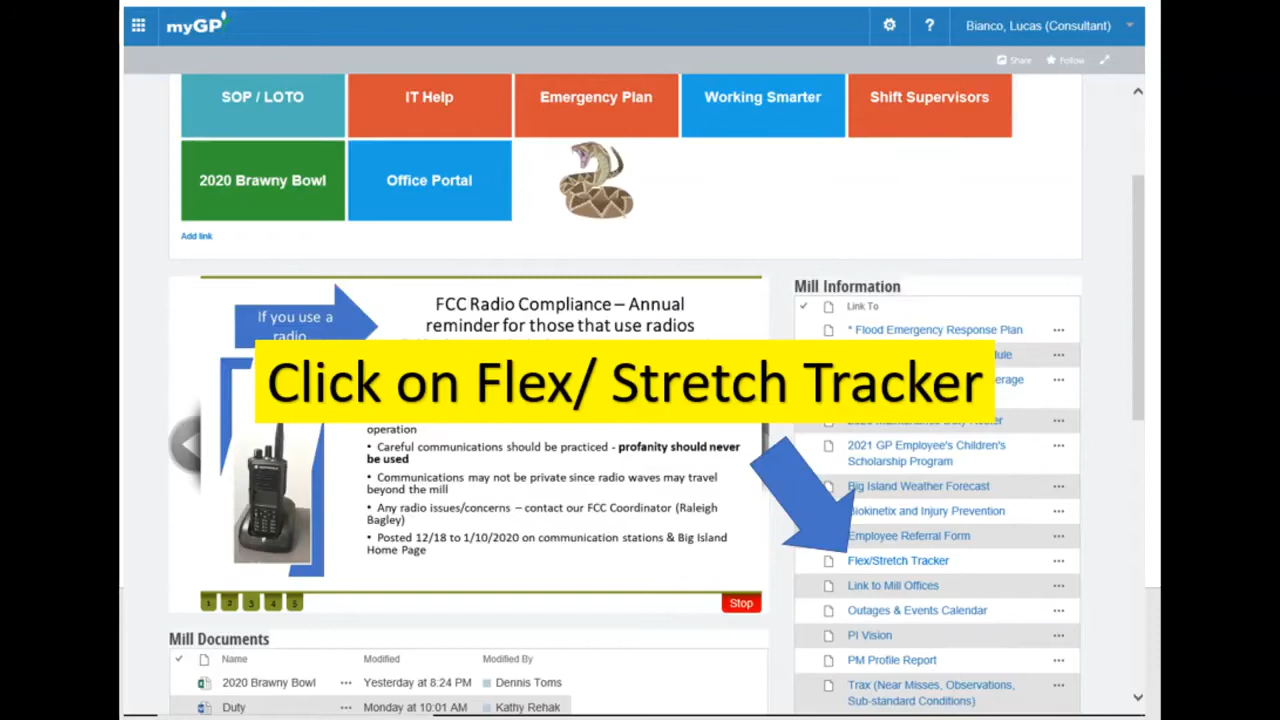 myGP
?
Bianco, Lucas (Consultant)
Share
Follow
SOP / LOTO
IT Help
Emergency Plan
Working Smarter
Shift Supervisors
2020 Brawny Bowl
Office Portal
Add link
If you use a
radio
FCC Radio Compliance – Annual
reminder for those that use radios
Click on Flex/ Stretch Tracker
operation
• Careful communications should be practiced - profanity should never
be used
• Communications may not be private since radio waves may travel
beyond the mill
• Any radio issues/concerns – contact our FCC Coordinator (Raleigh
Bagley)
• Posted 12/18 to 1/10/2020 on communication stations & Big Island
Home Page
1 2 3 4 5
Stop
Mill Information
Link To
* Flood Emergency Response Plan
2021 GP Employee's Children's
Scholarship Program
Big Island Weather Forecast
Biokinetix and Injury Prevention
Employee Referral Form
Flex/Stretch Tracker
Link to Mill Offices
Outages & Events Calendar
PI Vision
PM Profile Report
Trax (Near Misses, Observations,
Sub-standard Conditions)
Mill Documents
Name Modified Modified By
2020 Brawny Bowl ... Yesterday at 8:24 PM Dennis Toms
Duty ... Monday at 10:01 AM Kathy Rehak